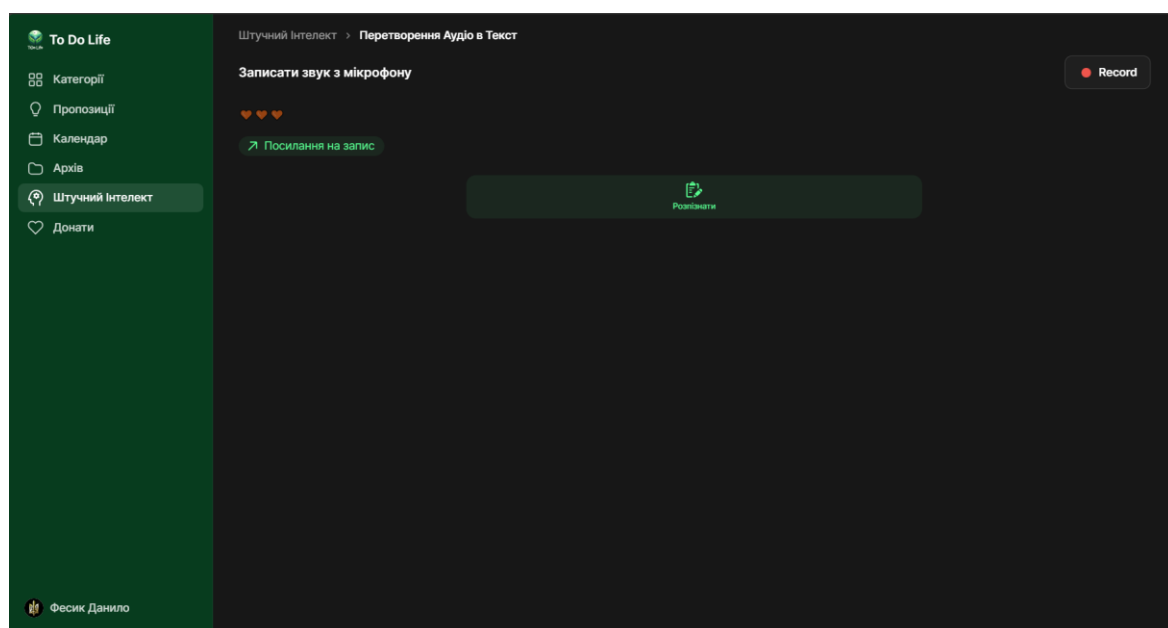 To Do Life
Категорії
Пропозиції
Календар
Архів
Штучний Інтелект
Донати
Фесик Данило
Штучний Інтелект > Перетворення Аудіо в Текст
Записати звук з мікрофону
Record
Посилання на запис
Розпізнати